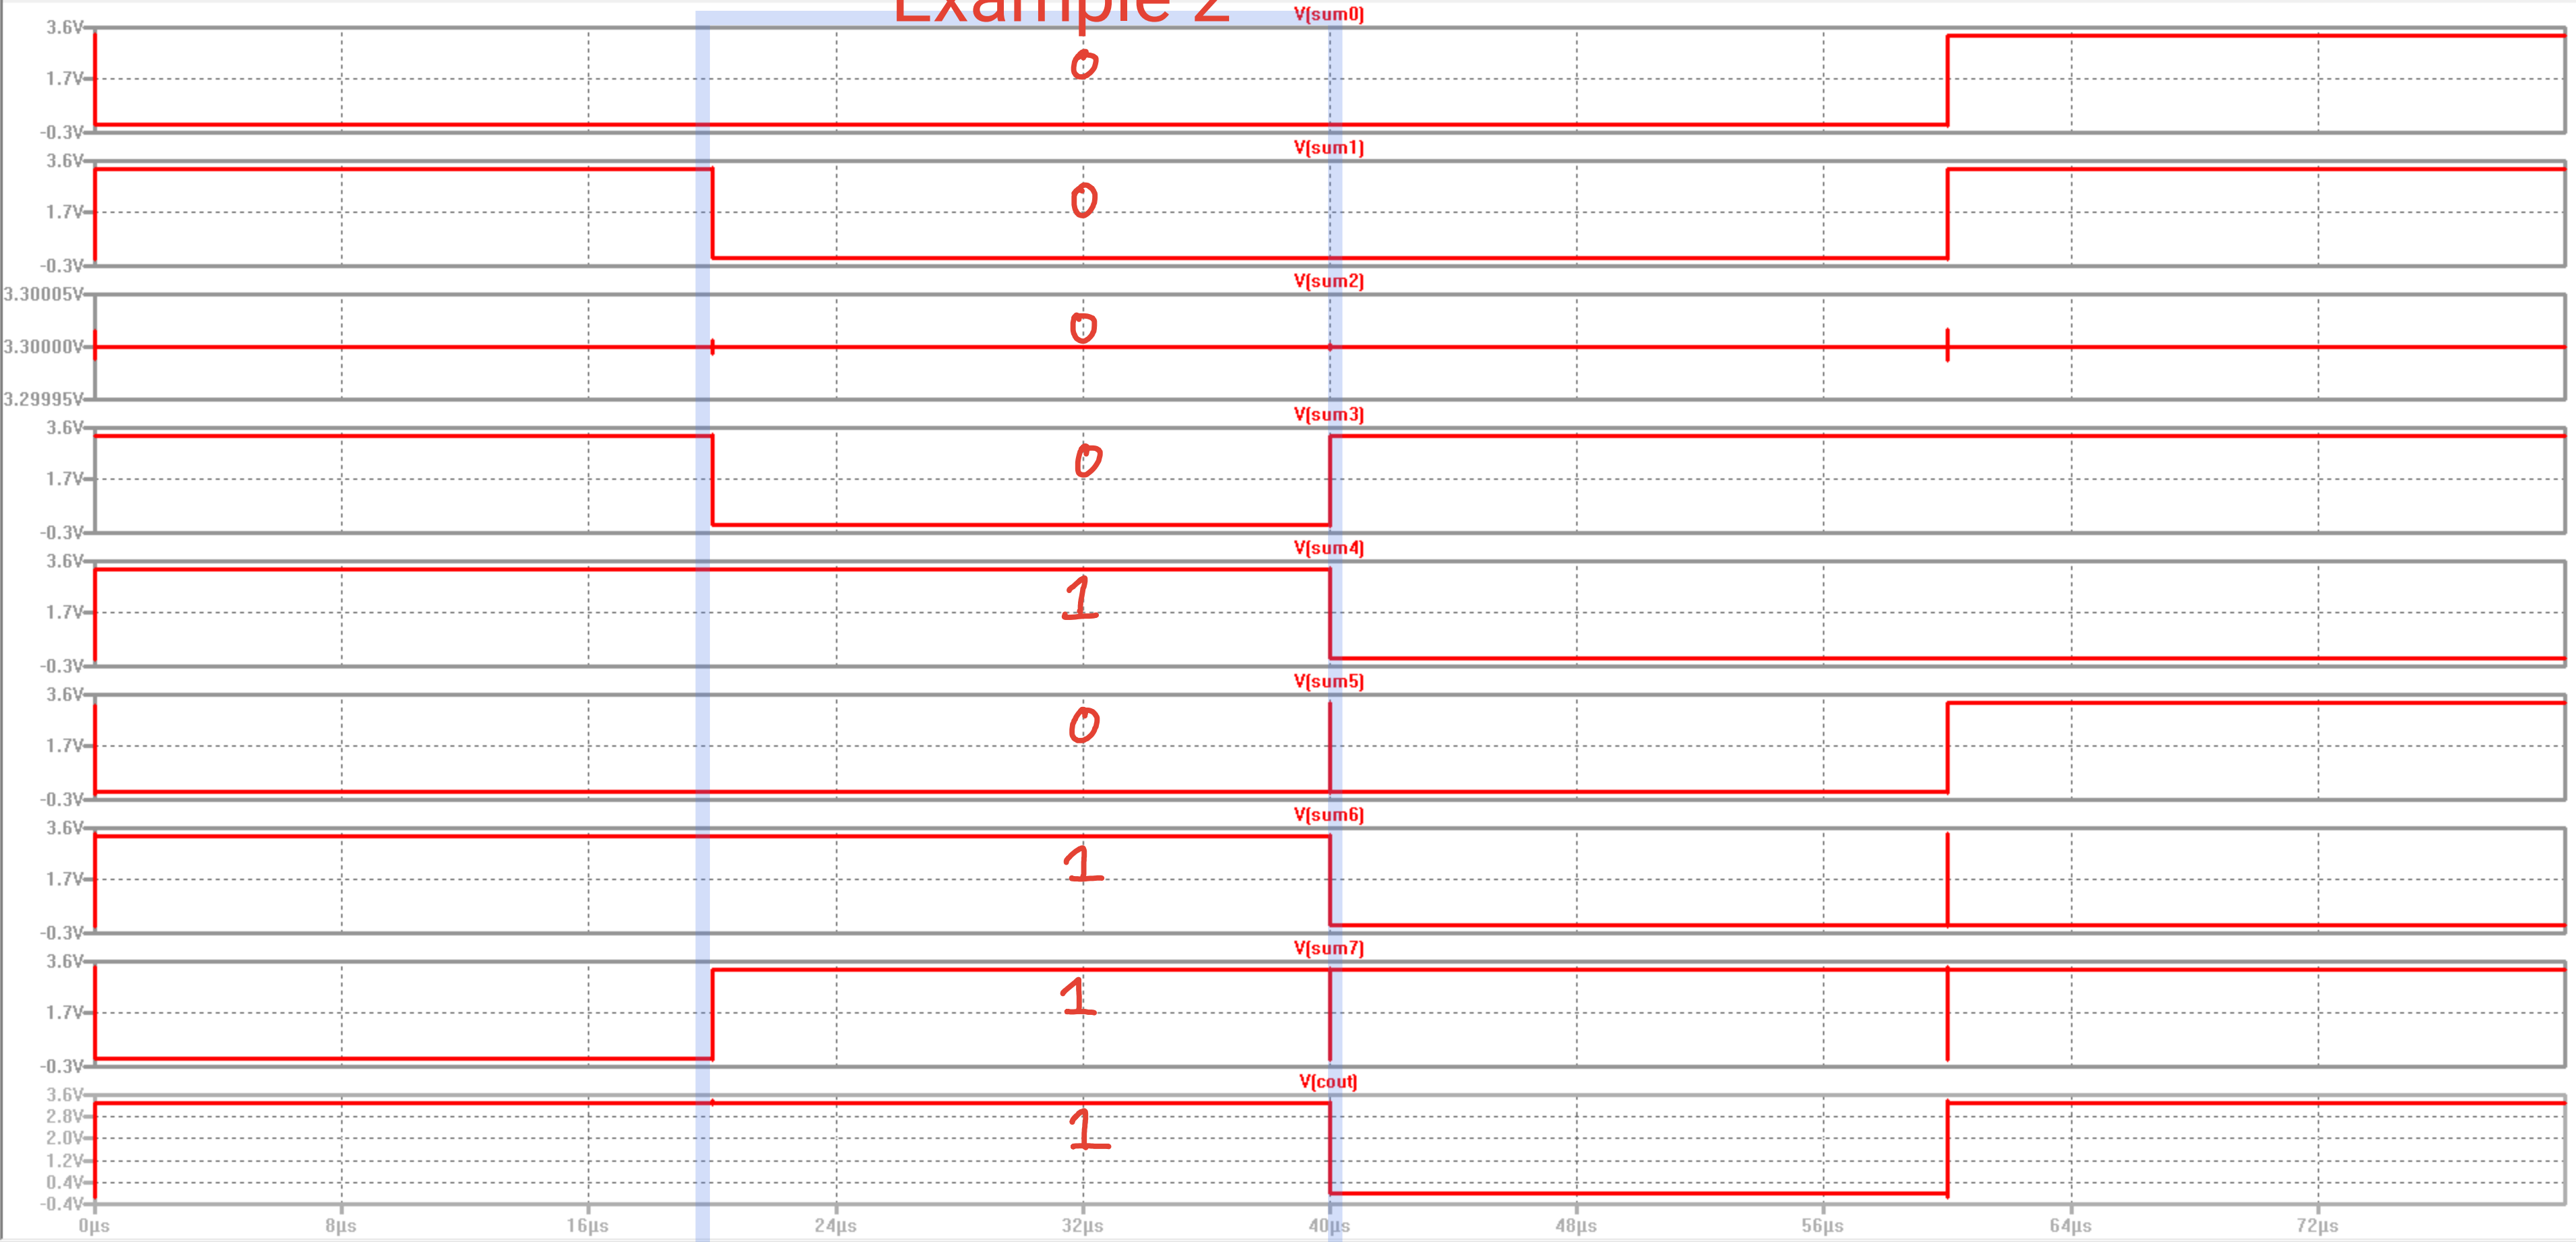 Example 2
V(sum0)
3.6V
0
1.7V
-0.3V
V(sum1)
3.6V
0
1.7V
-0.3V
V(sum2)
3.30005V
0
3.30000V
3.29995V
V(sum3)
3.6V
0
1.7V
-0.3V
V(sum4)
3.6V
1
1.7V
-0.3V
V(sum5)
3.6V
0
1.7V
-0.3V
V(sum6)
3.6V
1
1.7V
-0.3V
V(sum7)
3.6V
1
1.7V
-0.3V
V(cout)
3.6V
2.8V
1
2.0V
1.2V
0.4V
-0.4V
0µs 8µs 16µs 24µs 32µs 40µs 48µs 56µs 64µs 72µs